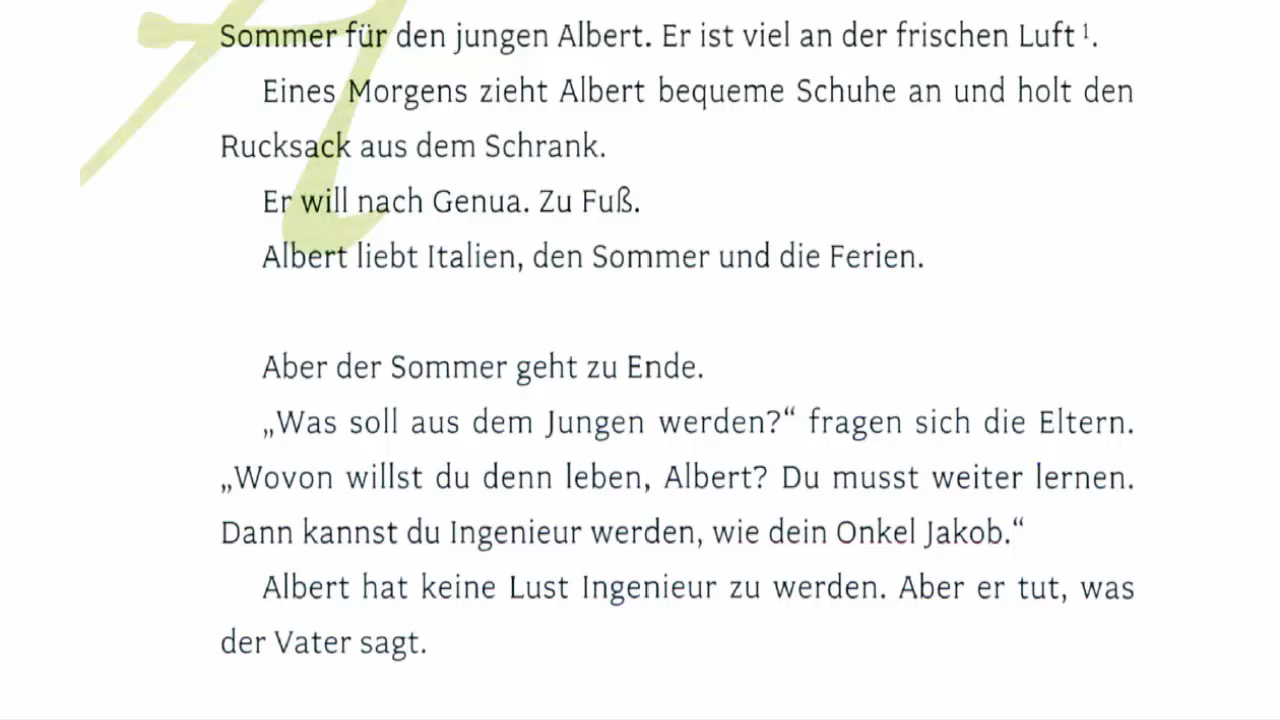 Sommer für den jungen Albert. Er ist viel an der frischen Luft ¹.
Eines Morgens zieht Albert bequeme Schuhe an und holt den
Rucksack aus dem Schrank.
Er will nach Genua. Zu Fuß.
Albert liebt Italien, den Sommer und die Ferien.
Aber der Sommer geht zu Ende.
„Was soll aus dem Jungen werden?“ fragen sich die Eltern.
„Wovon willst du denn leben, Albert? Du musst weiter lernen.
Dann kannst du Ingenieur werden, wie dein Onkel Jakob.“
Albert hat keine Lust Ingenieur zu werden. Aber er tut, was
der Vater sagt.